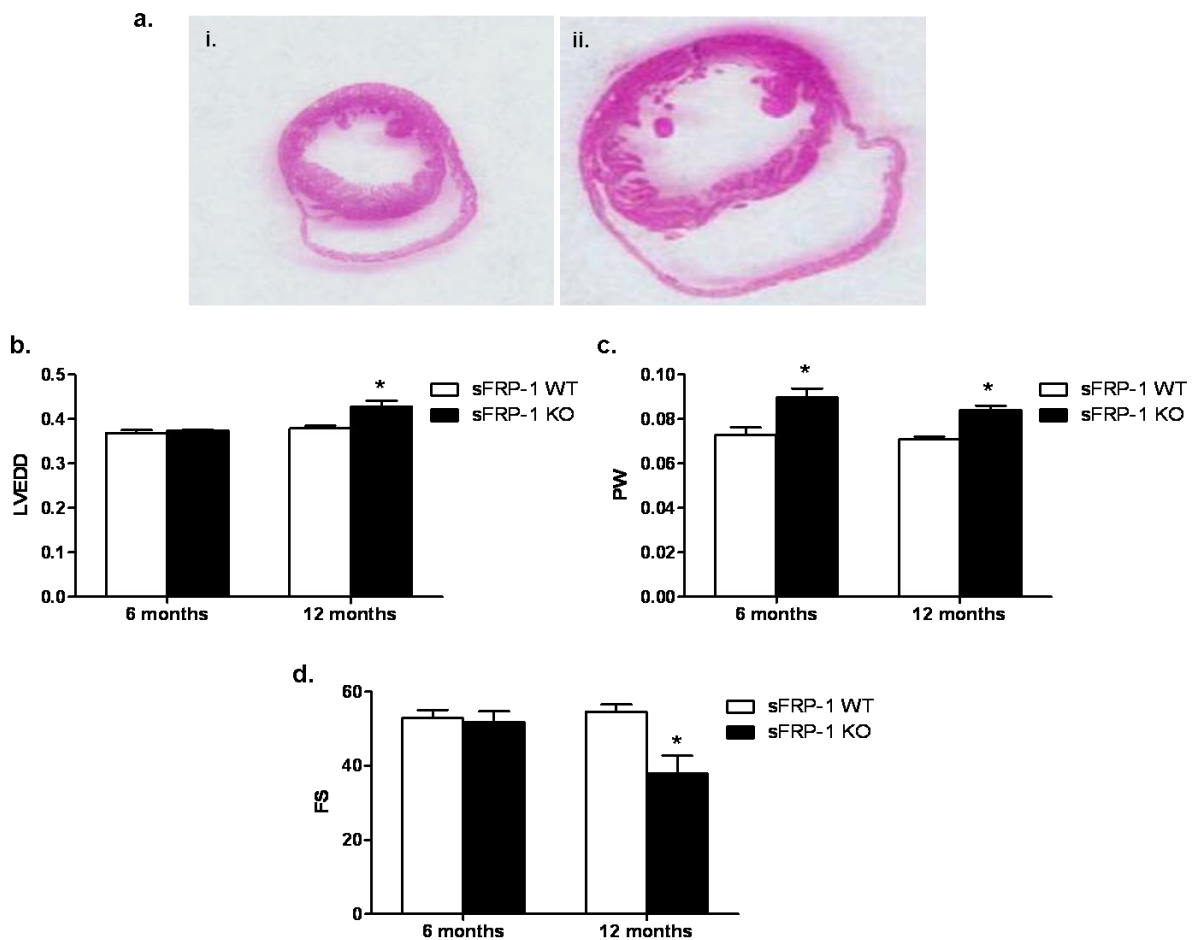 a.
i.
ii.
b.
0.5
0.4
0.3
0.2
0.1
0.0
LVEDD
*
6 months
12 months
sFRP-1 WT
sFRP-1 KO
c.
0.10
0.08
0.06
0.04
0.02
0.00
PW
*
*
6 months
12 months
sFRP-1 WT
sFRP-1 KO
d.
60
40
20
0
FS
*
6 months
12 months
sFRP-1 WT
sFRP-1 KO